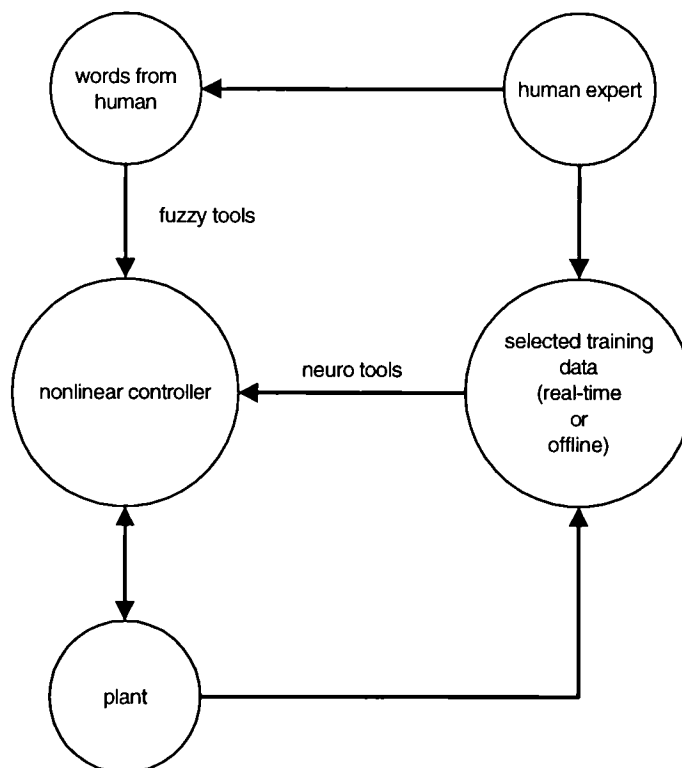 words from
human
human expert
fuzzy tools
nonlinear controller
neuro tools
selected training
data
(real-time
or
offline)
plant